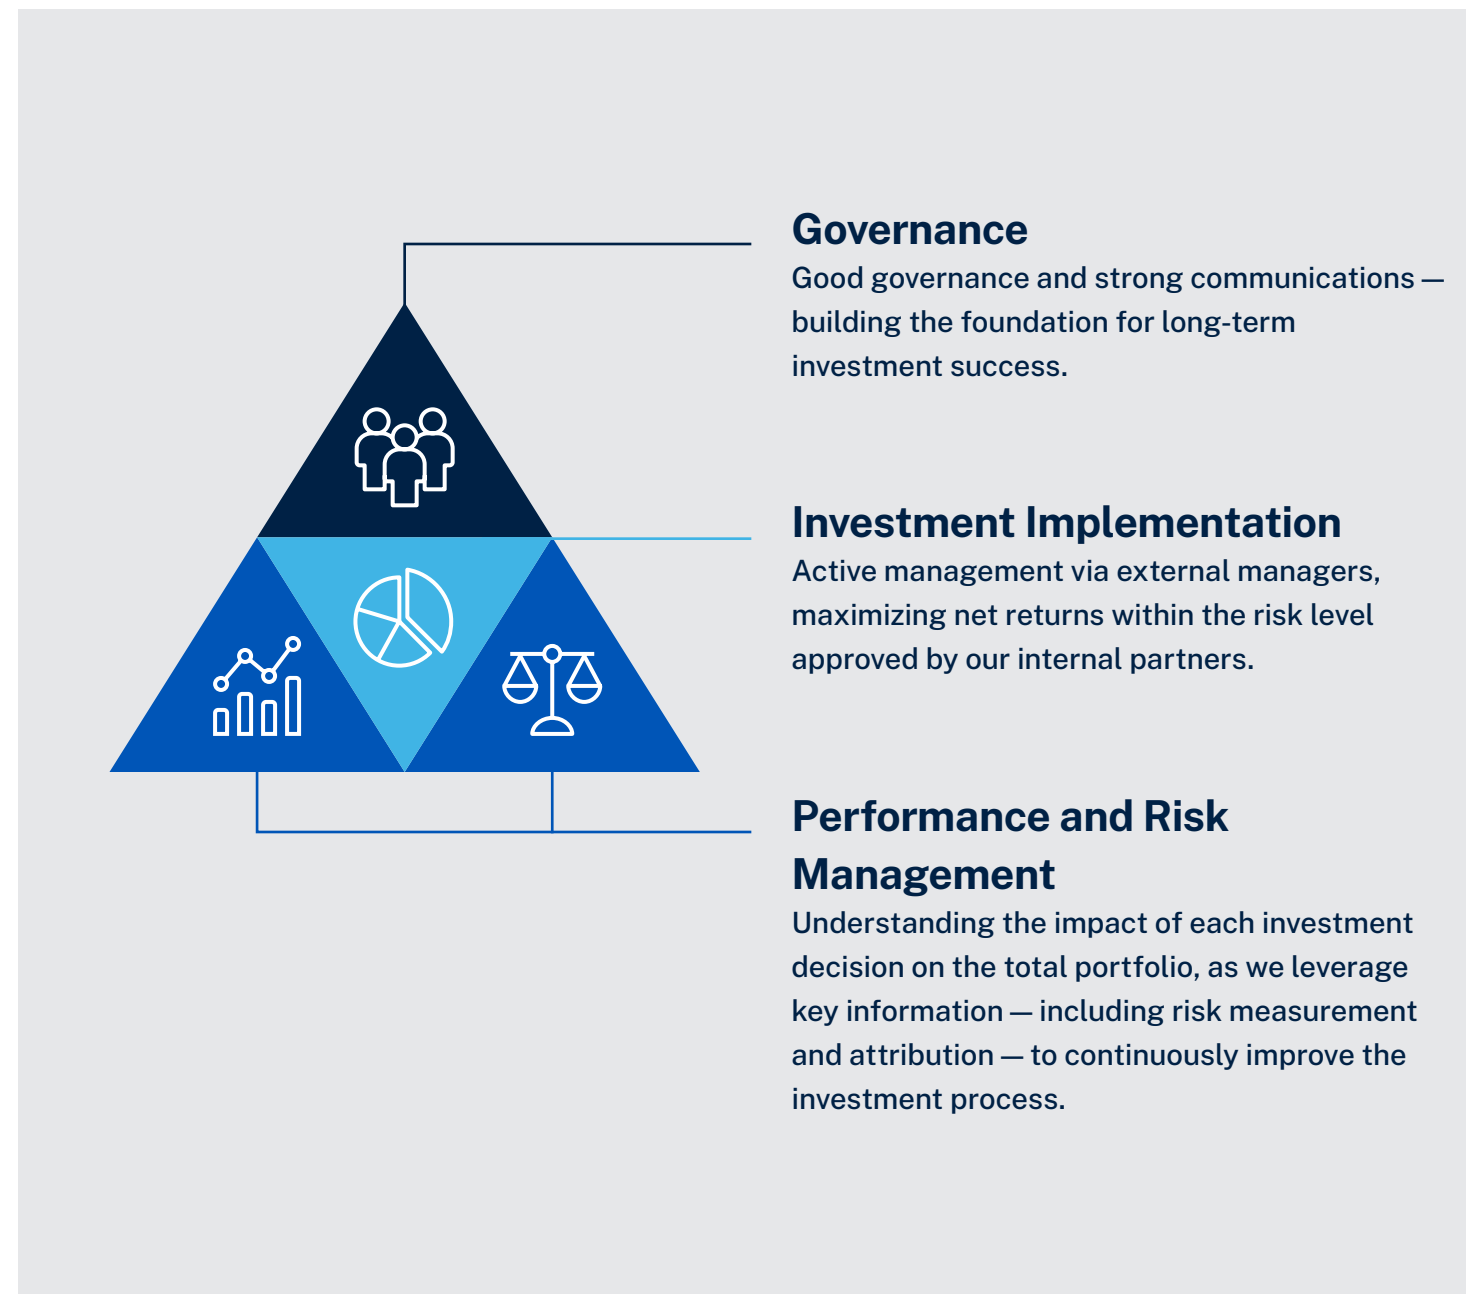 Governance
Good governance and strong communications —
building the foundation for long-term
investment success.
Investment Implementation
Active management via external managers,
maximizing net returns within the risk level
approved by our internal partners.
Performance and Risk
Management
Understanding the impact of each investment
decision on the total portfolio, as we leverage
key information — including risk measurement
and attribution — to continuously improve the
investment process.